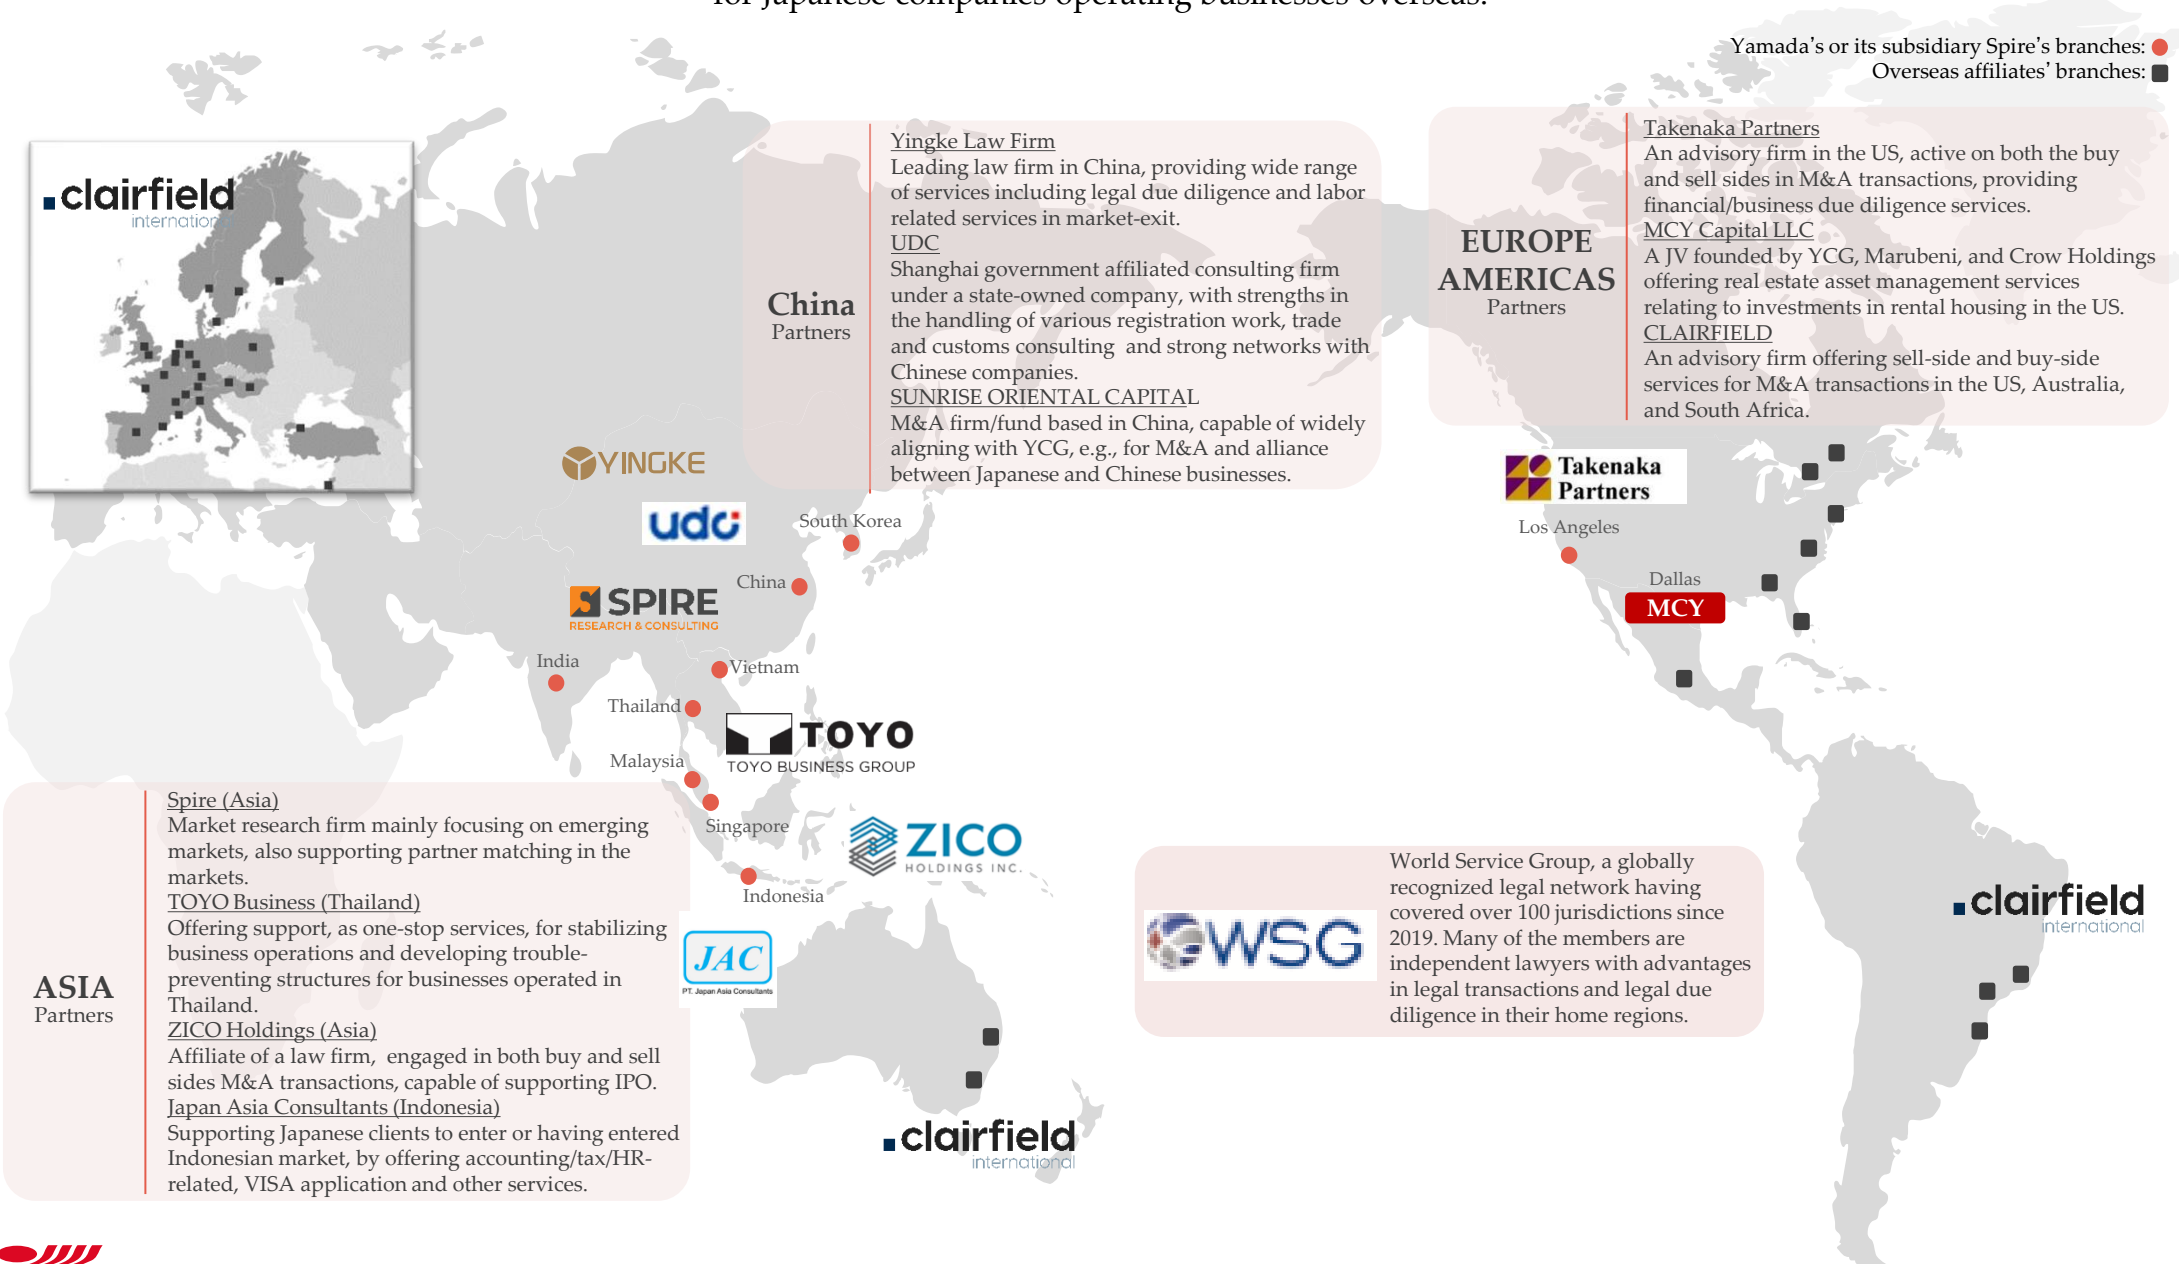 for Japanese companies operating businesses overseas.
Yamada's or its subsidiary Spire's branches:
Overseas affiliates' branches:
clairfield
international
China
Partners
Yingke Law Firm
Leading law firm in China, providing wide range
of services including legal due diligence and labor
related services in market-exit.
UDC
Shanghai government affiliated consulting firm
under a state-owned company, with strengths in
the handling of various registration work, trade
and customs consulting and strong networks with
Chinese companies.
SUNRISE ORIENTAL CAPITAL
M&A firm/fund based in China, capable of widely
aligning with YCG, e.g., for M&A and alliance
between Japanese and Chinese businesses.
EUROPE
AMERICAS
Partners
Takenaka Partners
An advisory firm in the US, active on both the buy
and sell sides in M&A transactions, providing
financial/business due diligence services.
MCY Capital LLC
A JV founded by YCG, Marubeni, and Crow Holdings
offering real estate asset management services
relating to investments in rental housing in the US.
CLAIRFIELD
An advisory firm offering sell-side and buy-side
services for M&A transactions in the US, Australia,
and South Africa.
YINGKE
udc
South Korea
China
SPIRE
RESEARCH & CONSULTING
India
Vietnam
Thailand
TOYO
TOYO BUSINESS GROUP
Malaysia
Singapore
ZICO
HOLDINGS INC.
Indonesia
JAC
PT. Japan Asia Consultants
Takenaka
Partners
Los Angeles
Dallas
MCY
ASIA
Partners
Spire (Asia)
Market research firm mainly focusing on emerging
markets, also supporting partner matching in the
markets.
TOYO Business (Thailand)
Offering support, as one-stop services, for stabilizing
business operations and developing trouble-
preventing structures for businesses operated in
Thailand.
ZICO Holdings (Asia)
Affiliate of a law firm, engaged in both buy and sell
sides M&A transactions, capable of supporting IPO.
Japan Asia Consultants (Indonesia)
Supporting Japanese clients to enter or having entered
Indonesian market, by offering accounting/tax/HR-
related, VISA application and other services.
WSG
World Service Group, a globally
recognized legal network having
covered over 100 jurisdictions since
2019. Many of the members are
independent lawyers with advantages
in legal transactions and legal due
diligence in their home regions.
clairfield
international
clairfield
international